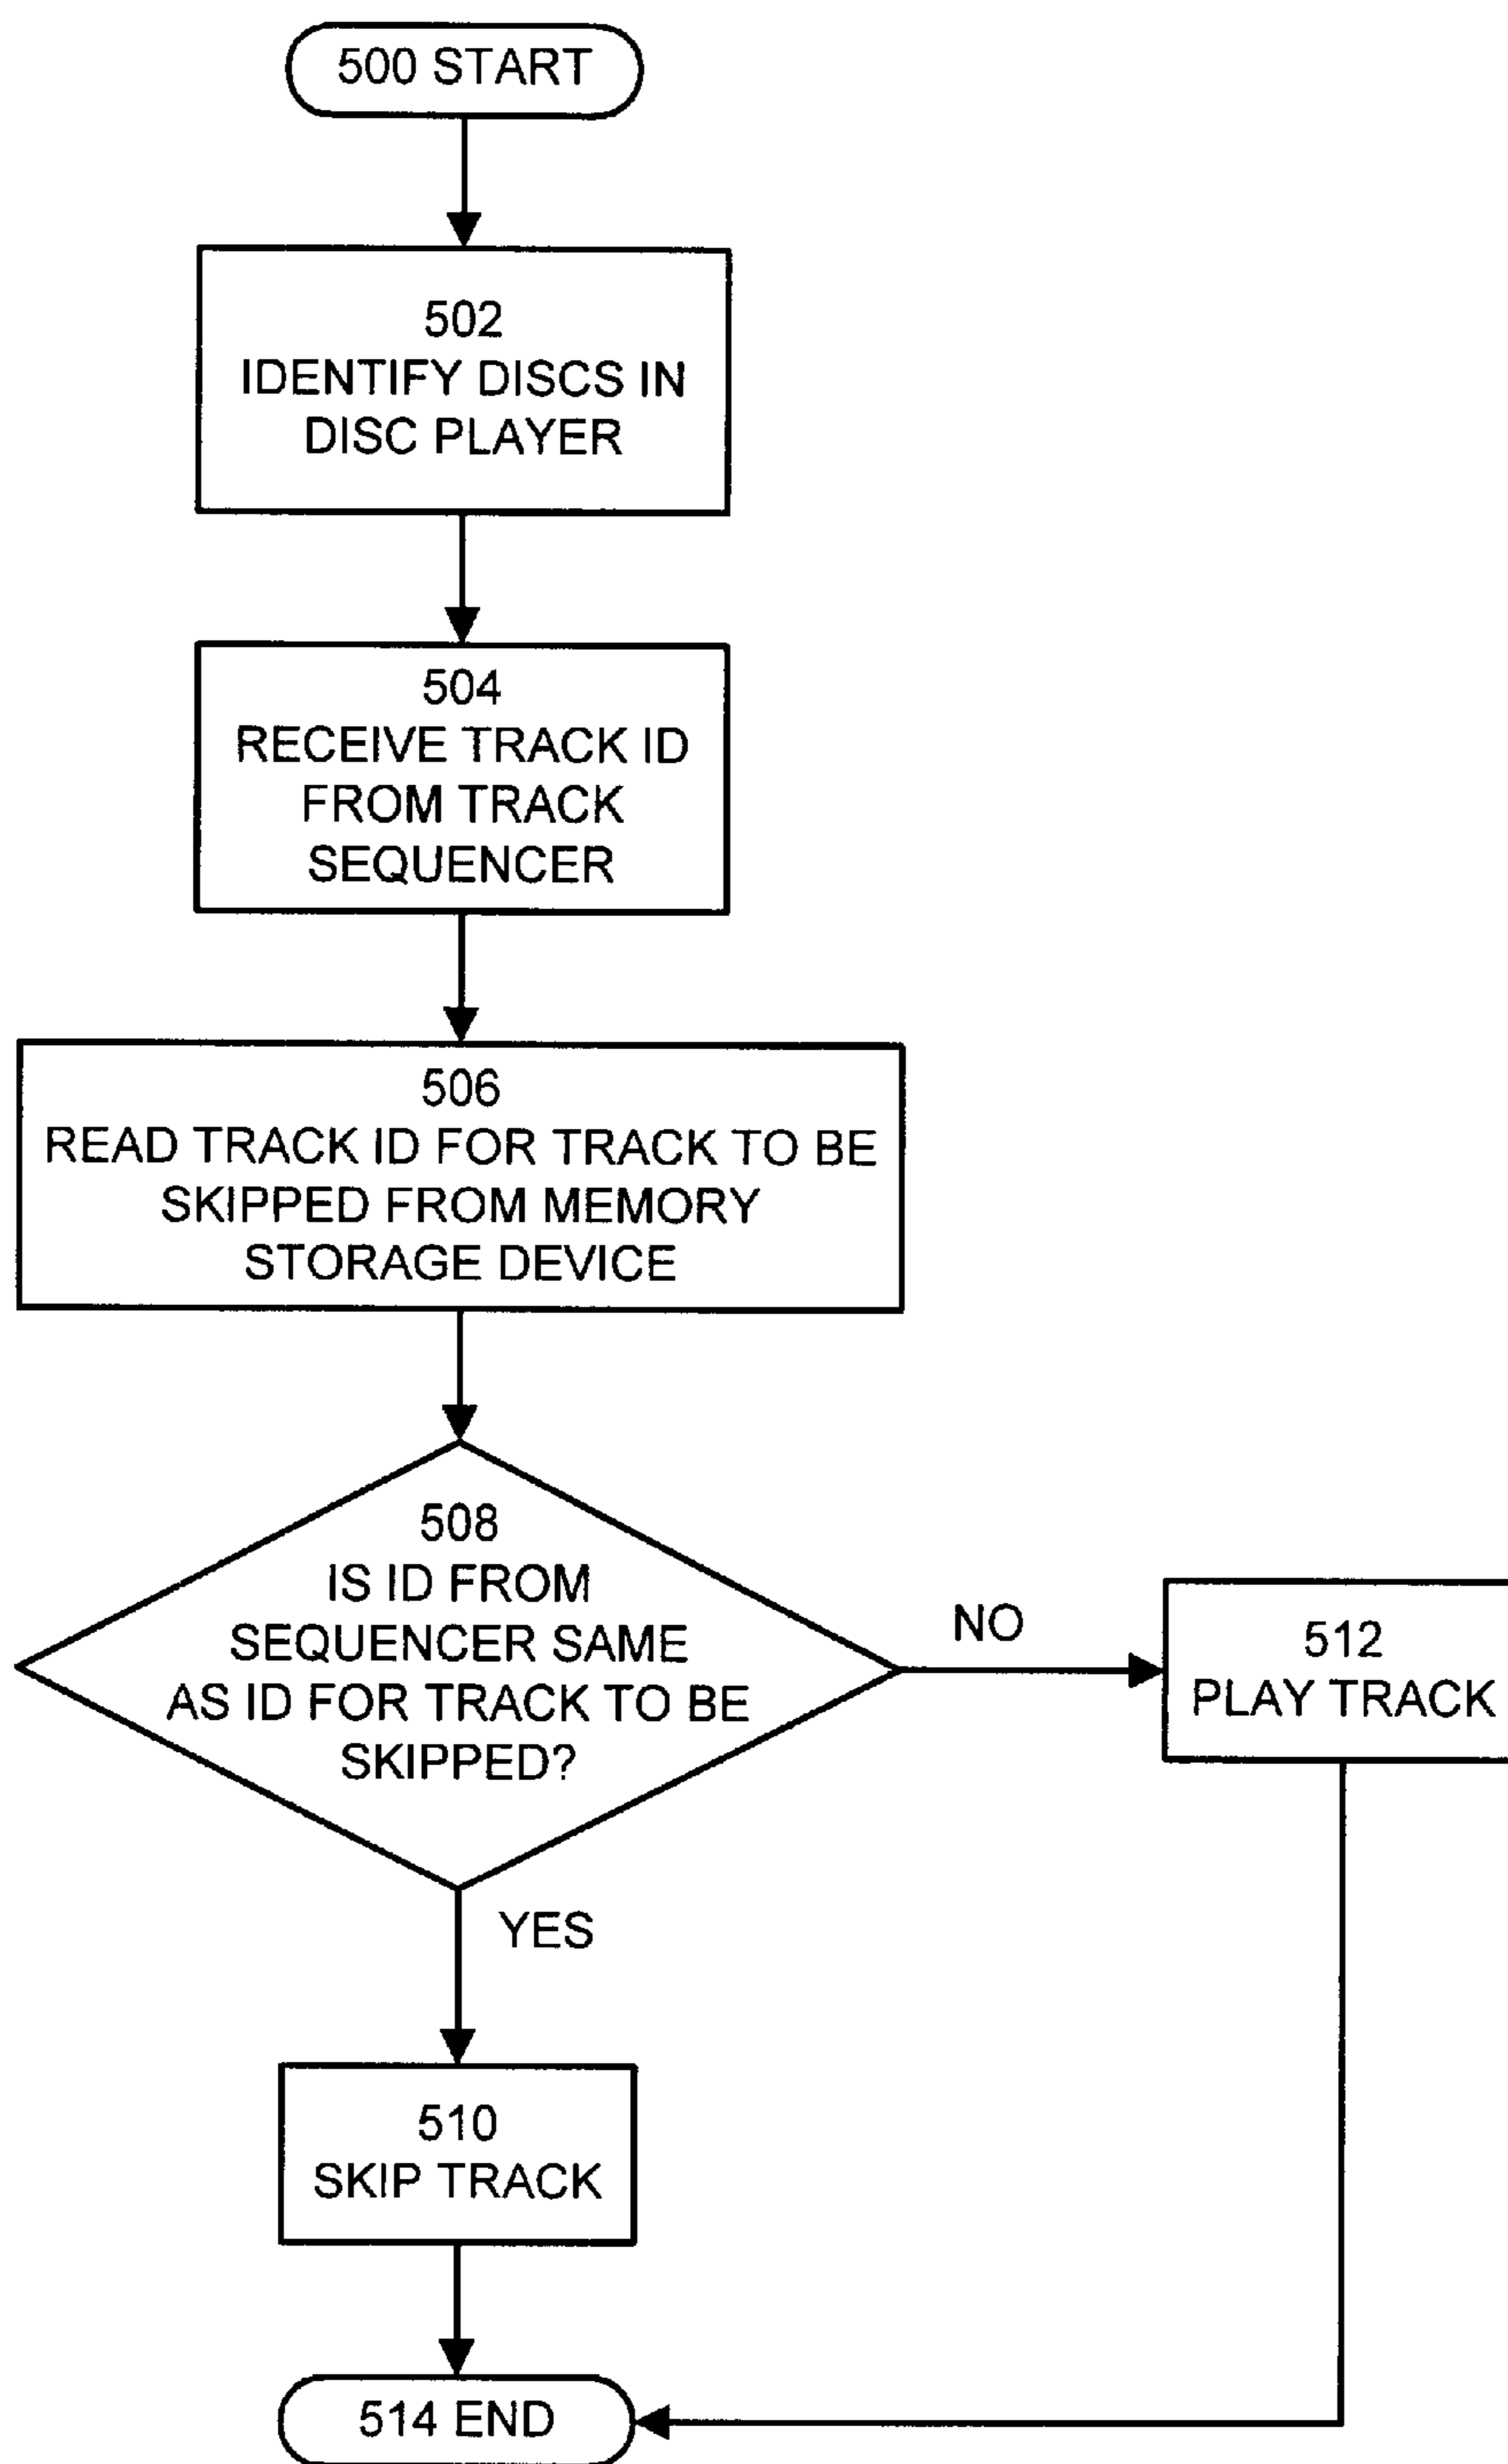 500 START
502
IDENTIFY DISCS IN
DISC PLAYER
504
RECEIVE TRACK ID
FROM TRACK
SEQUENCER
506
READ TRACK ID FOR TRACK TO BE
SKIPPED FROM MEMORY
STORAGE DEVICE
508
IS ID FROM
SEQUENCER SAME
AS ID FOR TRACK TO BE
SKIPPED?
NO
512
PLAY TRACK
YES
510
SKIP TRACK
514 END